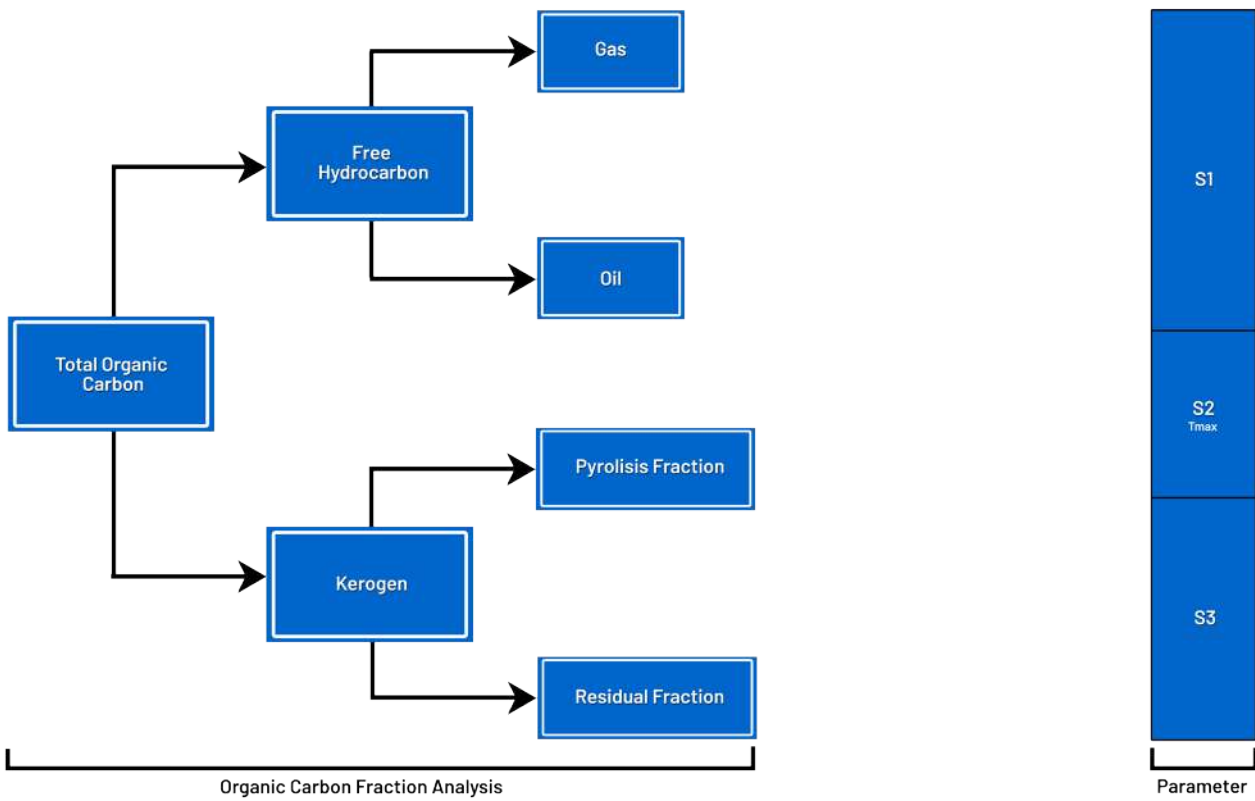 Gas
Free
Hydrocarbon
S1
Oil
Total Organic
Carbon
S2
Tmax
Pyrolisis Fraction
Kerogen
S3
Residual Fraction
Organic Carbon Fraction Analysis
Parameter